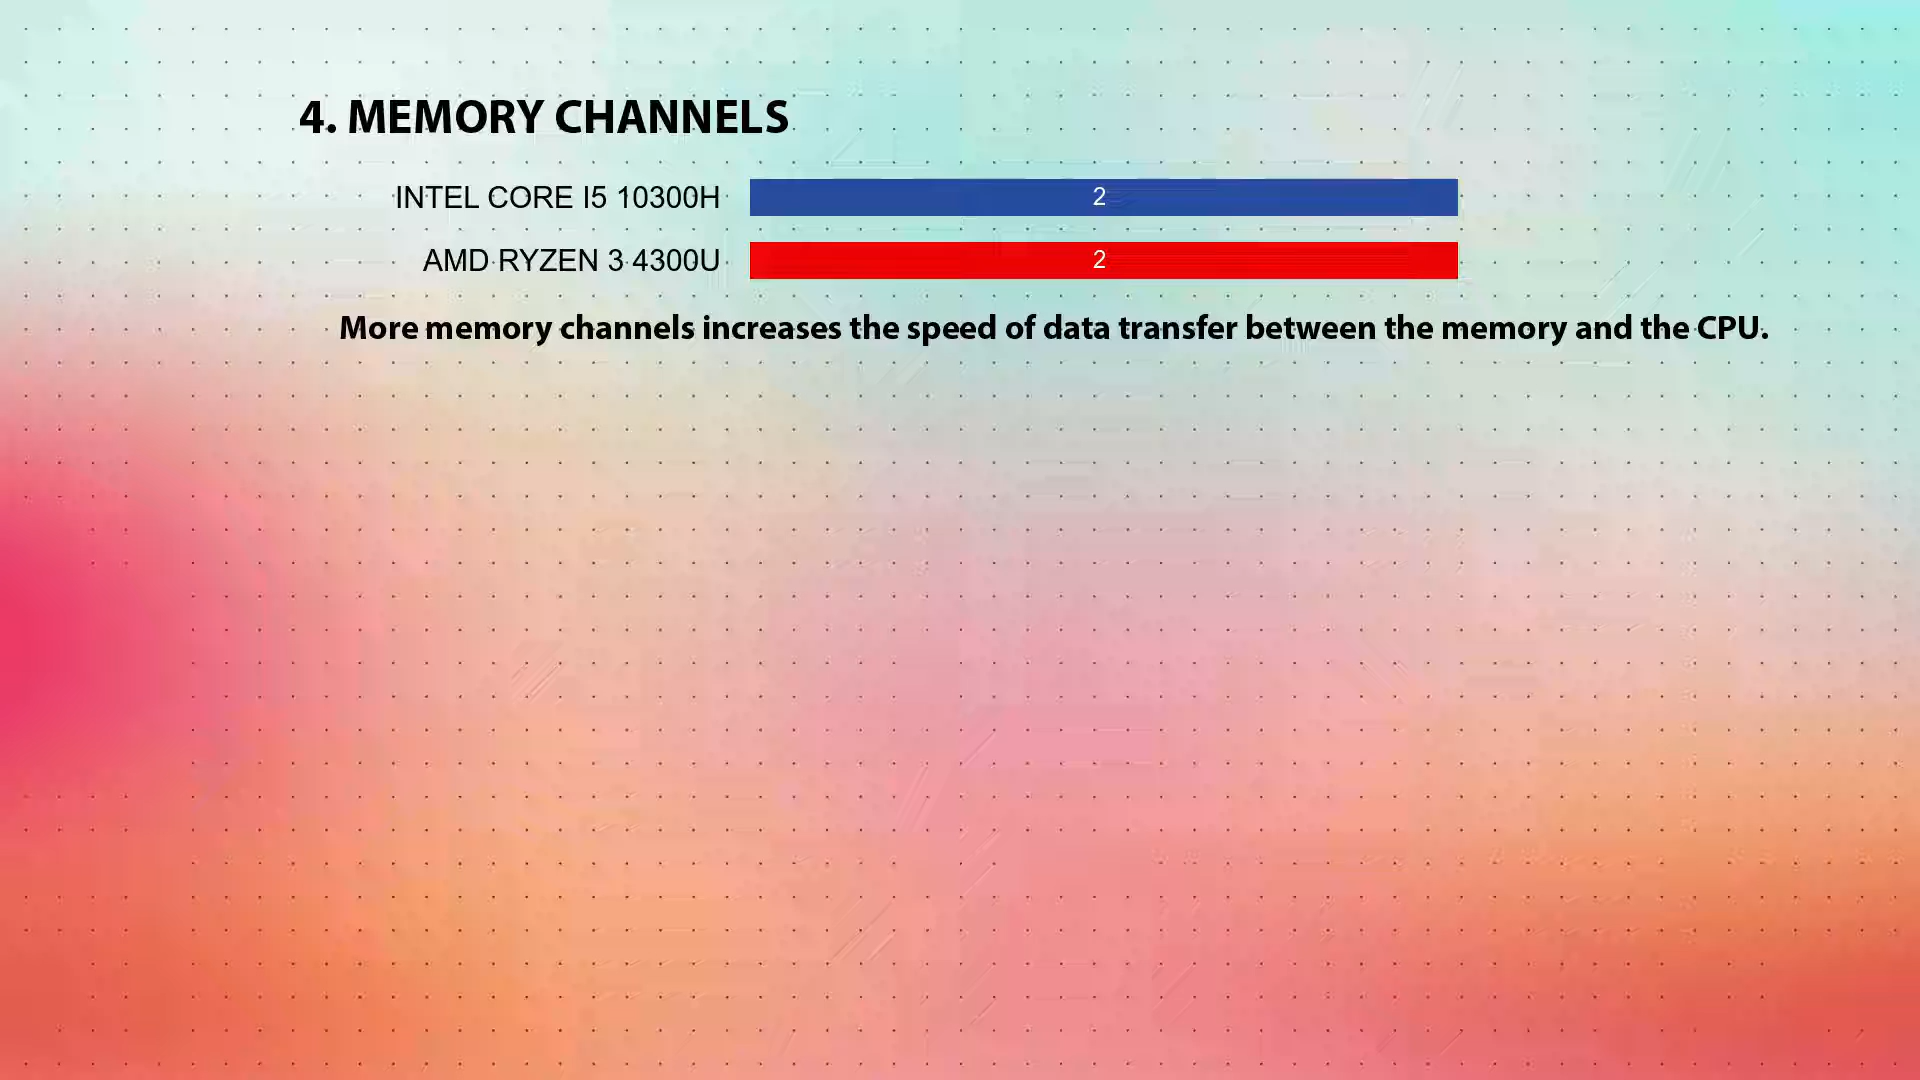 4. MEMORY CHANNELS
INTEL CORE I5 10300H 2
AMD RYZEN 3 4300U 2
More memory channels increases the speed of data transfer between the memory and the CPU.